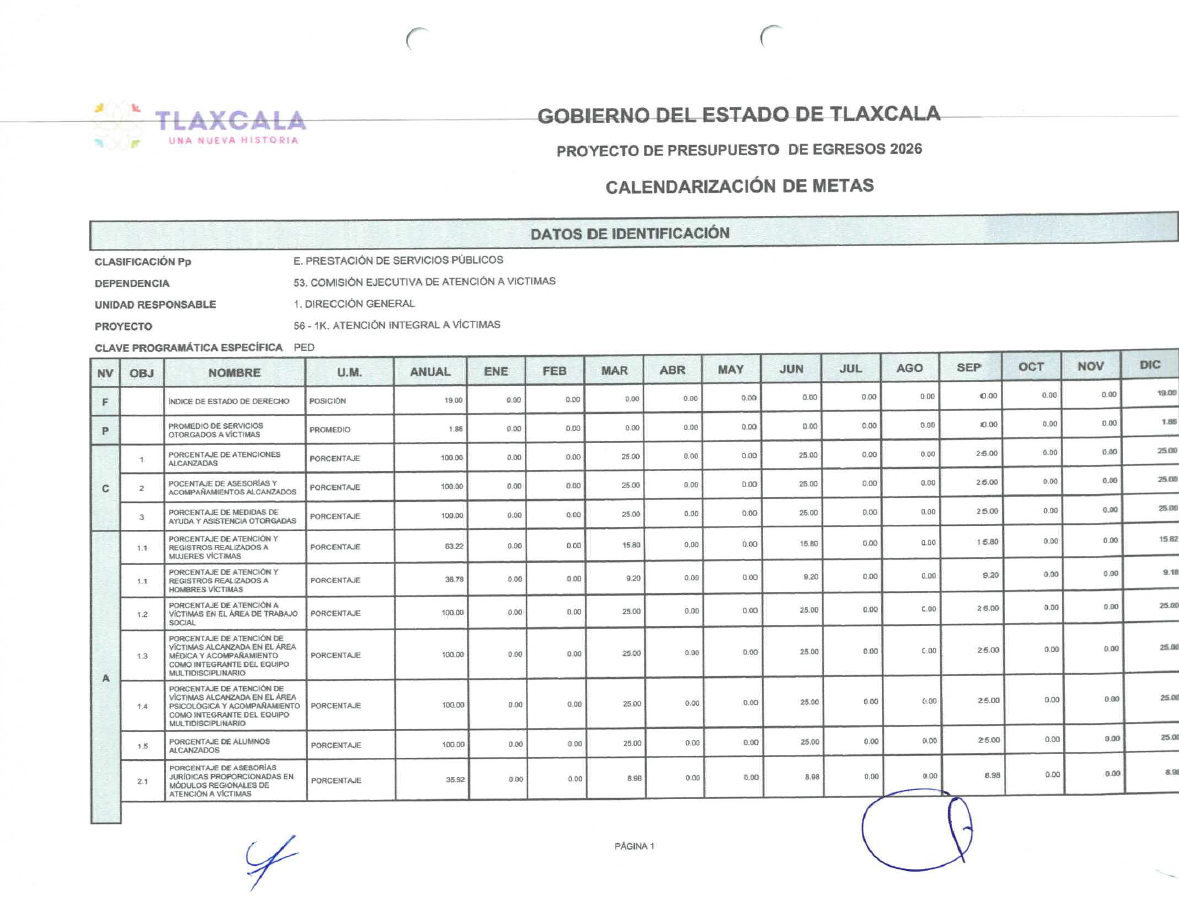 TLAXCALA
UNA NUEVA HISTORIA
GOBIERNO DEL ESTADO DE TLAXCALA
PROYECTO DE PRESUPUESTO DE EGRESOS 2026
CALENDARIZACIÓN DE METAS
DATOS DE IDENTIFICACIÓN
CLASIFICACIÓN Pp E. PRESTACIÓN DE SERVICIOS PÚBLICOS
DEPENDENCIA 53. COMISIÓN EJECUTIVA DE ATENCIÓN A VICTIMAS
UNIDAD RESPONSABLE 1. DIRECCIÓN GENERAL
PROYECTO 56 - 1K. ATENCIÓN INTEGRAL A VÍCTIMAS
CLAVE PROGRAMÁTICA ESPECÍFICA PED
NV OBJ NOMBRE U.M. ANUAL ENE FEB MAR ABR MAY JUN JUL AGO SEP OCT NOV DIC
F ÍNDICE DE ESTADO DE DERECHO POSICIÓN 19.00 0.00 0.00 0.00 0.00 0.00 0.00 0.00 0.00 0.00 0.00 0.00 19.00
P PROMEDIO DE SERVICIOS
OTORGADOS A VÍCTIMAS PROMEDIO 1.86 0.00 0.00 0.00 0.00 0.00 0.00 0.00 0.00 0.00 0.00 0.00 1.86
C
1 PORCENTAJE DE ATENCIONES
ALCANZADAS PORCENTAJE 100.00 0.00 0.00 25.00 0.00 0.00 25.00 0.00 0.00 25.00 0.00 0.00 25.00
2 POCENTAJE DE ASESORÍAS Y
ACOMPAÑAMIENTOS ALCANZADOS PORCENTAJE 100.00 0.00 0.00 25.00 0.00 0.00 25.00 0.00 0.00 25.00 0.00 0.00 25.00
3 PORCENTAJE DE MEDIDAS DE
AYUDA Y ASISTENCIA OTORGADAS PORCENTAJE 100.00 0.00 0.00 25.00 0.00 0.00 25.00 0.00 0.00 25.00 0.00 0.00 25.00
A
1.1 PORCENTAJE DE ATENCIÓN Y
REGISTROS REALIZADOS A
MUJERES VÍCTIMAS PORCENTAJE 63.22 0.00 0.00 15.80 0.00 0.00 15.80 0.00 0.00 15.80 0.00 0.00 15.82
1.1 PORCENTAJE DE ATENCIÓN Y
REGISTROS REALIZADOS A
HOMBRES VÍCTIMAS PORCENTAJE 36.78 0.00 0.00 9.20 0.00 0.00 9.20 0.00 0.00 9.20 0.00 0.00 9.18
1.2 PORCENTAJE DE ATENCIÓN A
VÍCTIMAS EN EL ÁREA DE TRABAJO
SOCIAL PORCENTAJE 100.00 0.00 0.00 25.00 0.00 0.00 25.00 0.00 0.00 25.00 0.00 0.00 25.00
1.3 PORCENTAJE DE ATENCIÓN DE
VÍCTIMAS ALCANZADA EN EL ÁREA
MÉDICA Y ACOMPAÑAMIENTO
COMO INTEGRANTE DEL EQUIPO
MULTIDISCIPLINARIO PORCENTAJE 100.00 0.00 0.00 25.00 0.00 0.00 25.00 0.00 0.00 25.00 0.00 0.00 25.00
1.4 PORCENTAJE DE ATENCIÓN DE
VÍCTIMAS ALCANZADA EN EL ÁREA
PSICOLÓGICA Y ACOMPAÑAMIENTO
COMO INTEGRANTE DEL EQUIPO
MULTIDISCIPLINARIO PORCENTAJE 100.00 0.00 0.00 25.00 0.00 0.00 25.00 0.00 0.00 25.00 0.00 0.00 25.00
1.5 PORCENTAJE DE ALUMNOS
ALCANZADOS PORCENTAJE 100.00 0.00 0.00 25.00 0.00 0.00 25.00 0.00 0.00 25.00 0.00 0.00 25.00
2.1 PORCENTAJE DE ASESORÍAS
JURÍDICAS PROPORCIONADAS EN
MÓDULOS REGIONALES DE
ATENCIÓN A VÍCTIMAS PORCENTAJE 35.92 0.00 0.00 8.98 0.00 0.00 8.98 0.00 0.00 8.98 0.00 0.00 8.98
PÁGINA 1